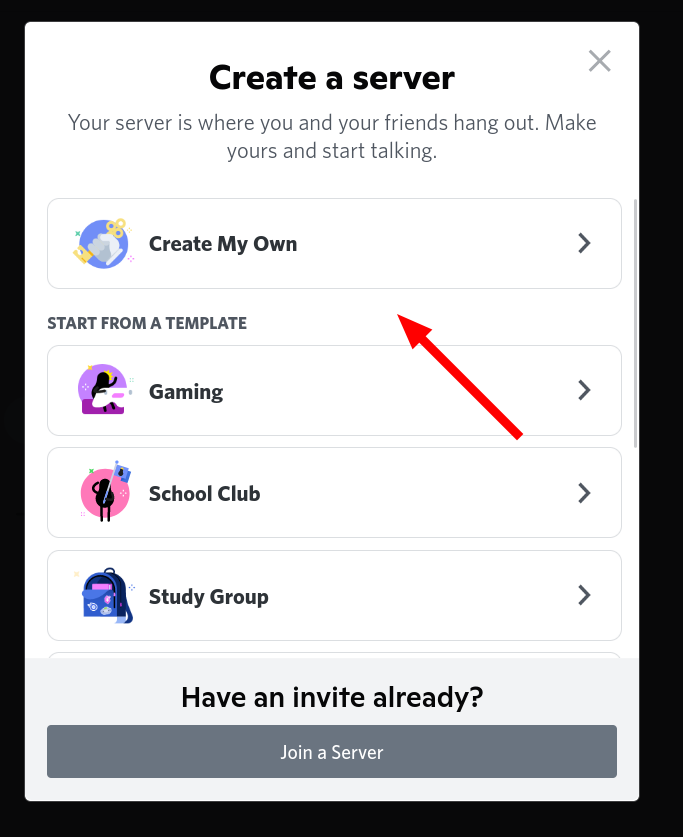 Create a server
Your server is where you and your friends hang out. Make
yours and start talking.
Create My Own
START FROM A TEMPLATE
Gaming
School Club
Study Group
Have an invite already?
Join a Server